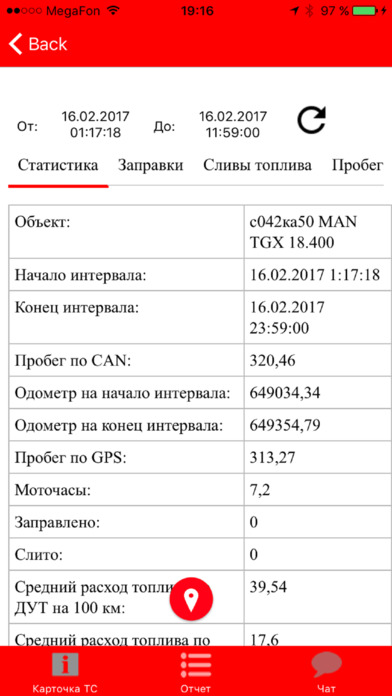 MegaFon 19:16 97 %
Back
От: 16.02.2017 01:17:18 До: 16.02.2017 11:59:00
Статистика Заправки Сливы топлива Пробег
Объект: с042ка50 MAN
TGX 18.400
Начало интервала: 16.02.2017 1:17:18
Конец интервала: 16.02.2017
23:59:00
Пробег по CAN: 320,46
Одометр на начало интервала: 649034,34
Одометр на конец интервала: 649354,79
Пробег по GPS: 313,27
Моточасы: 7,2
Заправлено: 0
Слито: 0
Средний расход 39,54
ДУТ на 100 км:
Средний расход топлива по 17,6
Карточка ТС Отчет Чат